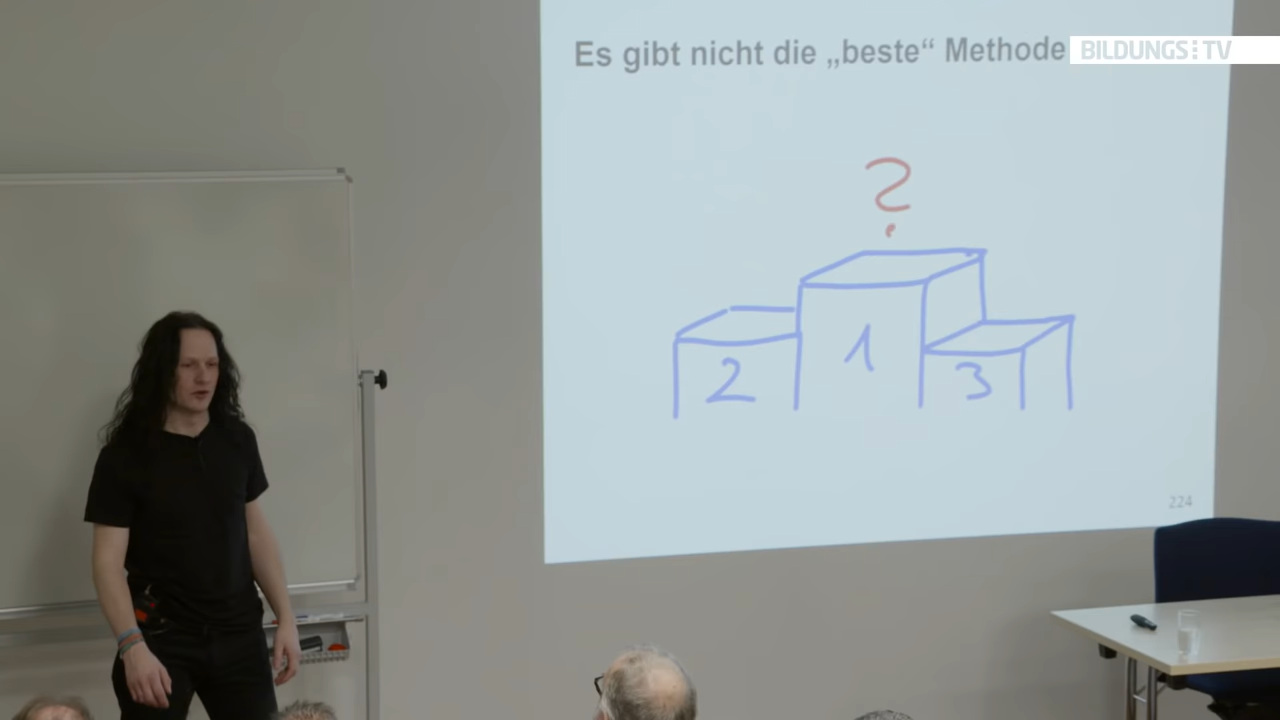 Es gibt nicht die „beste“ Methode
BILDUNGS:TV
?
1
2
3
224